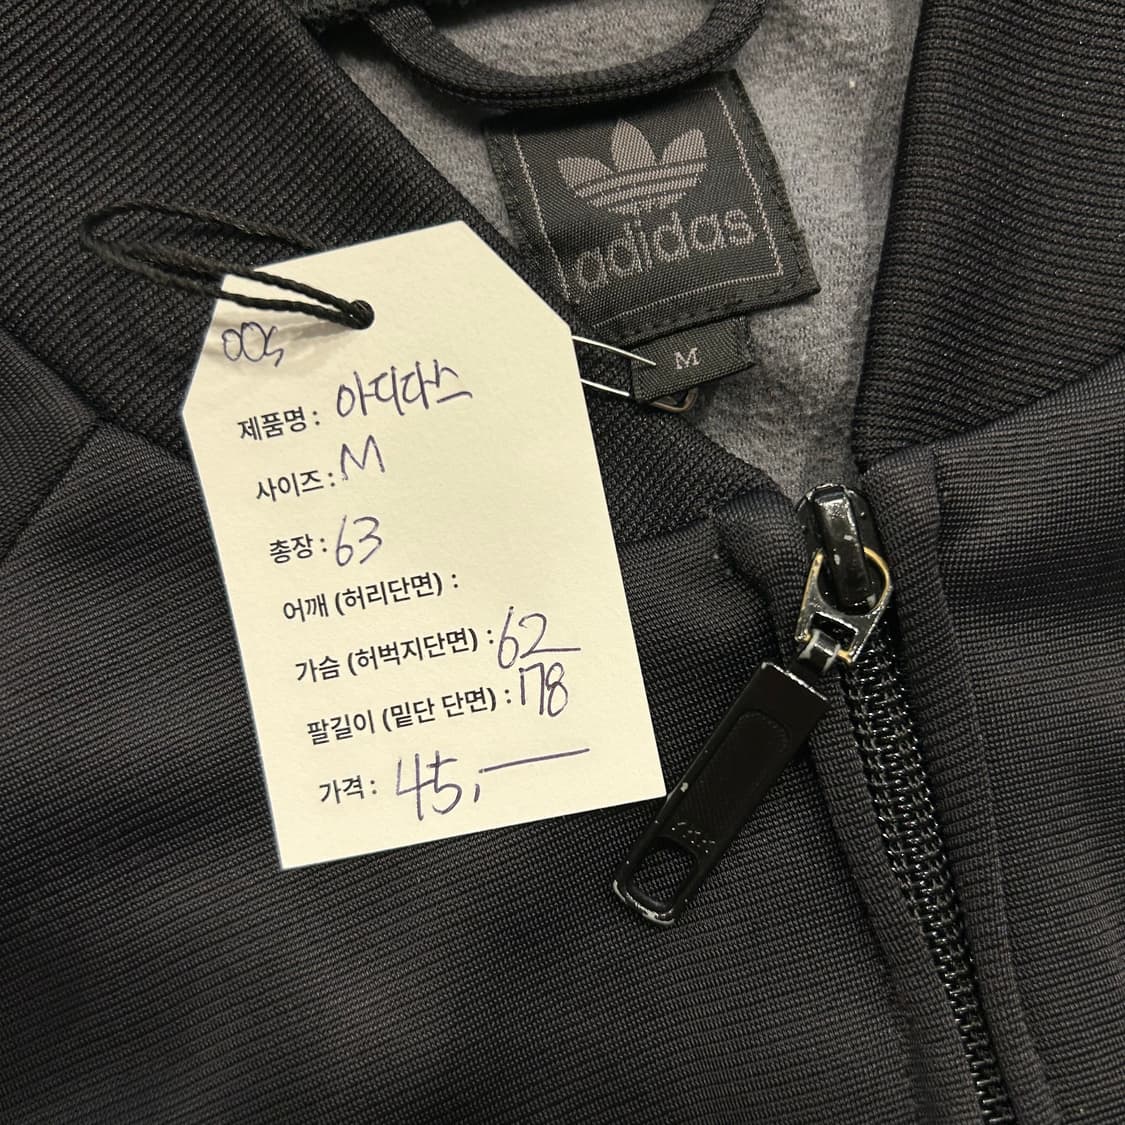 adidas
M
005
제품명 : 아디다스
사이즈 : M
총장 : 63
어깨 (허리단면) :
가슴 (허벅지단면) : 62
팔길이 (밑단 단면) : 178
가격 : 45,